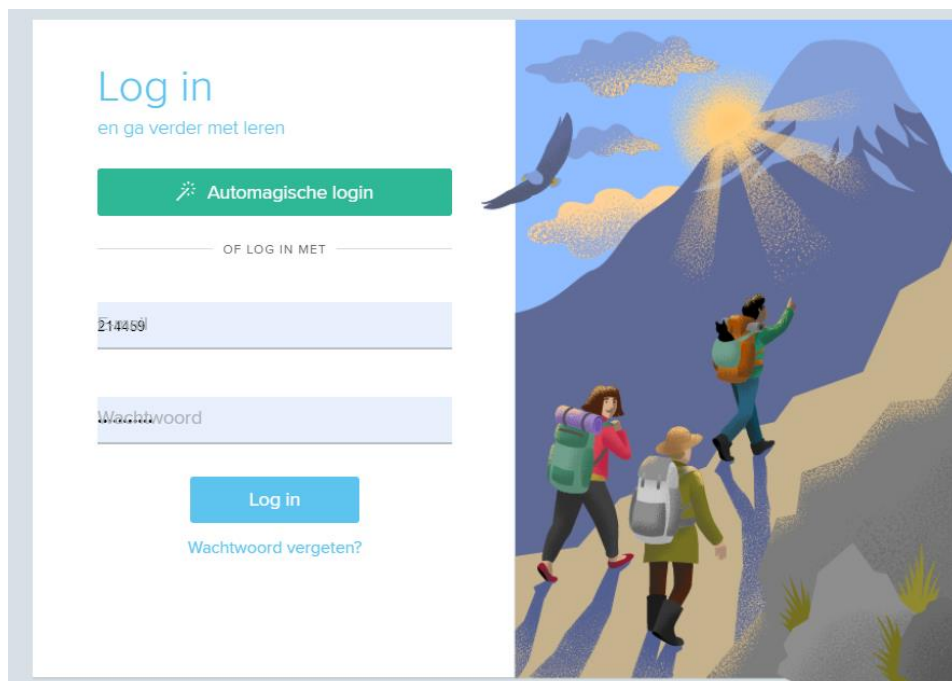 Log in
en ga verder met leren
Automagische login
OF LOG IN MET
214459
Wachtwoord
Log in
Wachtwoord vergeten?